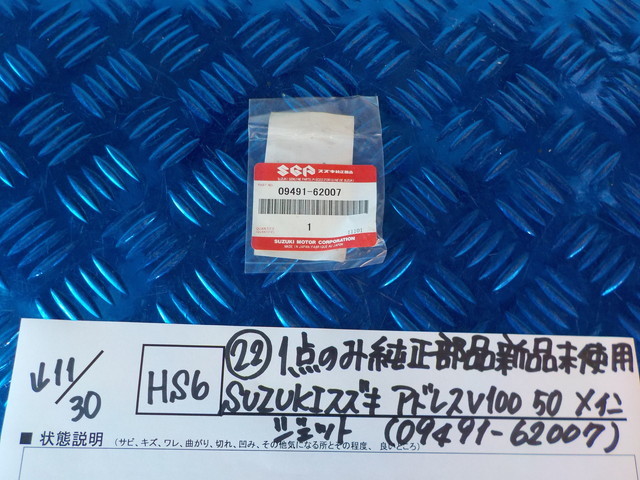 SGP スズキ純正部品
09491-62007
1
SUZUKI MOTOR CORPORATION
↓11/30
HS6
㉒ 1点のみ純正部品新品未使用
SUZUKIスズキ アドレスV100 50 メイン
ジェット (09491-62007)
■ 状態説明 (サビ、キズ、ワレ、曲がり、切れ、凹み、その他気になる所とその程度、良いところ)